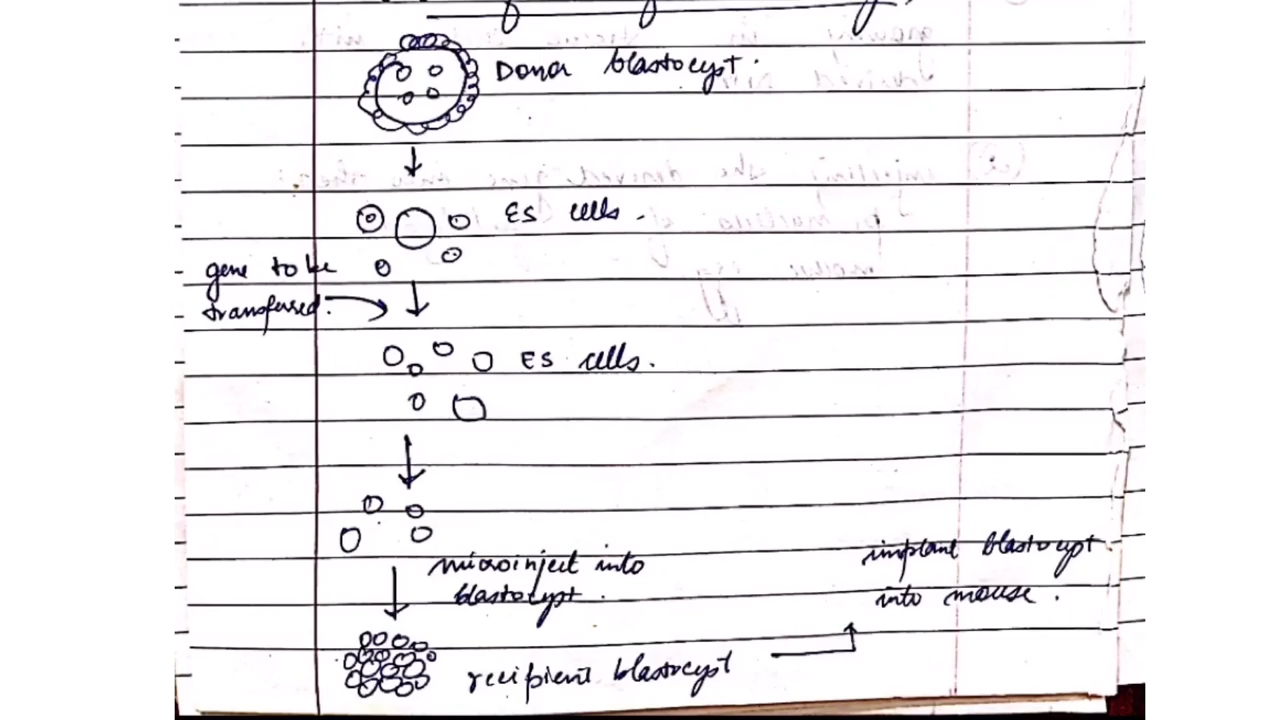 Donor blastocyst.
ES cells.
gene to be
transfered.
ES cells.
microinject into
blastocyst.
implant blastocyst
into mouse.
recipient blastocyst